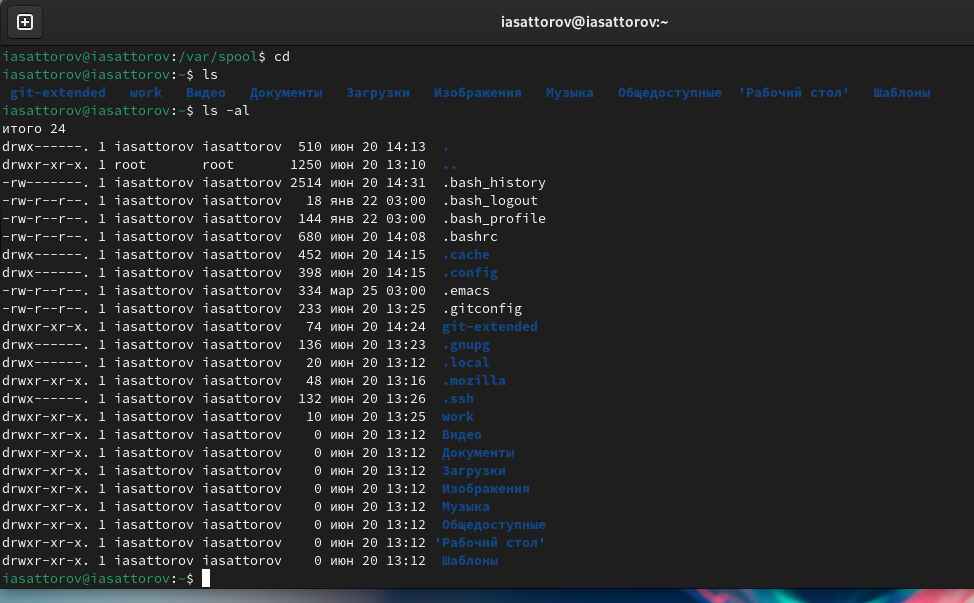 iasattorov@iasattorov:~
iasattorov@iasattorov:/var/spool$ cd
iasattorov@iasattorov:~$ ls
git-extended work Видео Документы Загрузки Изображения Музыка Общедоступные 'Рабочий стол' Шаблоны
iasattorov@iasattorov:~$ ls -al
итого 24
drwx------. 1 iasattorov iasattorov 510 июн 20 14:13 .
drwxr-xr-x. 1 root root 1250 июн 20 13:10 ..
-rw-------. 1 iasattorov iasattorov 2514 июн 20 14:31 .bash_history
-rw-r--r--. 1 iasattorov iasattorov 18 янв 22 03:00 .bash_logout
-rw-r--r--. 1 iasattorov iasattorov 144 янв 22 03:00 .bash_profile
-rw-r--r--. 1 iasattorov iasattorov 680 июн 20 14:08 .bashrc
drwx------. 1 iasattorov iasattorov 452 июн 20 14:15 .cache
drwx------. 1 iasattorov iasattorov 398 июн 20 14:15 .config
-rw-r--r--. 1 iasattorov iasattorov 334 мар 25 03:00 .emacs
-rw-r--r--. 1 iasattorov iasattorov 233 июн 20 13:25 .gitconfig
drwxr-xr-x. 1 iasattorov iasattorov 74 июн 20 14:24 git-extended
drwx------. 1 iasattorov iasattorov 136 июн 20 13:23 .gnupg
drwx------. 1 iasattorov iasattorov 20 июн 20 13:12 .local
drwxr-xr-x. 1 iasattorov iasattorov 48 июн 20 13:16 .mozilla
drwx------. 1 iasattorov iasattorov 132 июн 20 13:26 .ssh
drwxr-xr-x. 1 iasattorov iasattorov 10 июн 20 13:25 work
drwxr-xr-x. 1 iasattorov iasattorov 0 июн 20 13:12 Видео
drwxr-xr-x. 1 iasattorov iasattorov 0 июн 20 13:12 Документы
drwxr-xr-x. 1 iasattorov iasattorov 0 июн 20 13:12 Загрузки
drwxr-xr-x. 1 iasattorov iasattorov 0 июн 20 13:12 Изображения
drwxr-xr-x. 1 iasattorov iasattorov 0 июн 20 13:12 Музыка
drwxr-xr-x. 1 iasattorov iasattorov 0 июн 20 13:12 Общедоступные
drwxr-xr-x. 1 iasattorov iasattorov 0 июн 20 13:12 'Рабочий стол'
drwxr-xr-x. 1 iasattorov iasattorov 0 июн 20 13:12 Шаблоны
iasattorov@iasattorov:~$